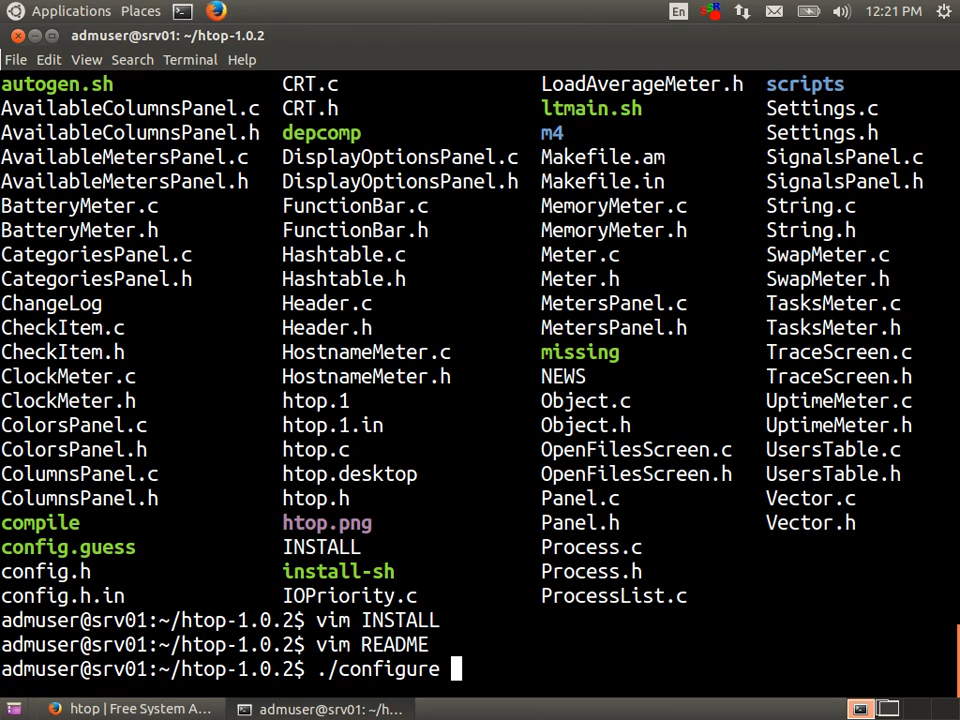 Applications Places En 12:21 PM
admuser@srv01: ~/htop-1.0.2
File Edit View Search Terminal Help
autogen.sh CRT.c LoadAverageMeter.h scripts
AvailableColumnsPanel.c CRT.h ltmain.sh Settings.c
AvailableColumnsPanel.h depcomp m4 Settings.h
AvailableMetersPanel.c DisplayOptionsPanel.c Makefile.am SignalsPanel.c
AvailableMetersPanel.h DisplayOptionsPanel.h Makefile.in SignalsPanel.h
BatteryMeter.c FunctionBar.c MemoryMeter.c String.c
BatteryMeter.h FunctionBar.h MemoryMeter.h String.h
CategoriesPanel.c Hashtable.c Meter.c SwapMeter.c
CategoriesPanel.h Hashtable.h Meter.h SwapMeter.h
ChangeLog Header.c MetersPanel.c TasksMeter.c
CheckItem.c Header.h MetersPanel.h TasksMeter.h
CheckItem.h HostnameMeter.c missing TraceScreen.c
ClockMeter.c HostnameMeter.h NEWS TraceScreen.h
ClockMeter.h htop.1 Object.c UptimeMeter.c
ColorsPanel.c htop.1.in Object.h UptimeMeter.h
ColorsPanel.h htop.c OpenFilesScreen.c UsersTable.c
ColumnsPanel.c htop.desktop OpenFilesScreen.h UsersTable.h
ColumnsPanel.h htop.h Panel.c Vector.c
compile htop.png Panel.h Vector.h
config.guess INSTALL Process.c
config.h install-sh Process.h
config.h.in IOPriority.c ProcessList.c
admuser@srv01:~/htop-1.0.2$ vim INSTALL
admuser@srv01:~/htop-1.0.2$ vim README
admuser@srv01:~/htop-1.0.2$ ./configure
htop | Free System A... admuser@srv01: ~/h...